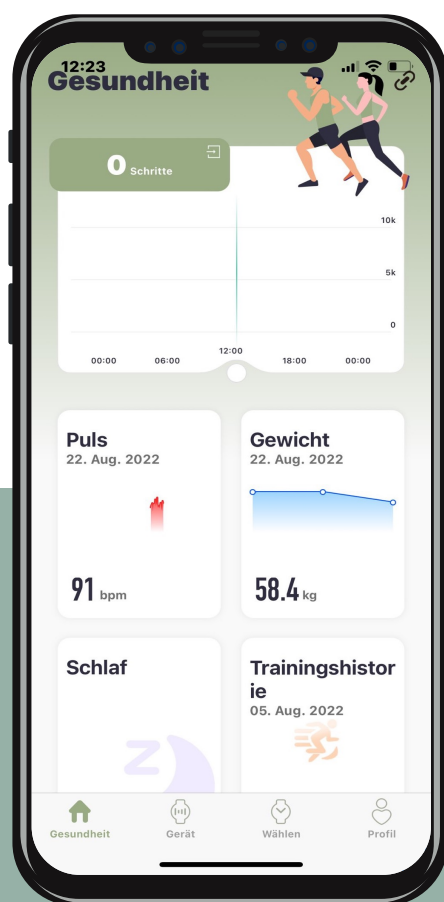 12:23
Gesundheit
0 Schritte
10k
5k
0
00:00 06:00 12:00 18:00 00:00
Puls
22. Aug. 2022
91 bpm
Gewicht
22. Aug. 2022
58.4 kg
Schlaf
Trainingshistor
ie
05. Aug. 2022
Gesundheit Gerät Wählen Profil